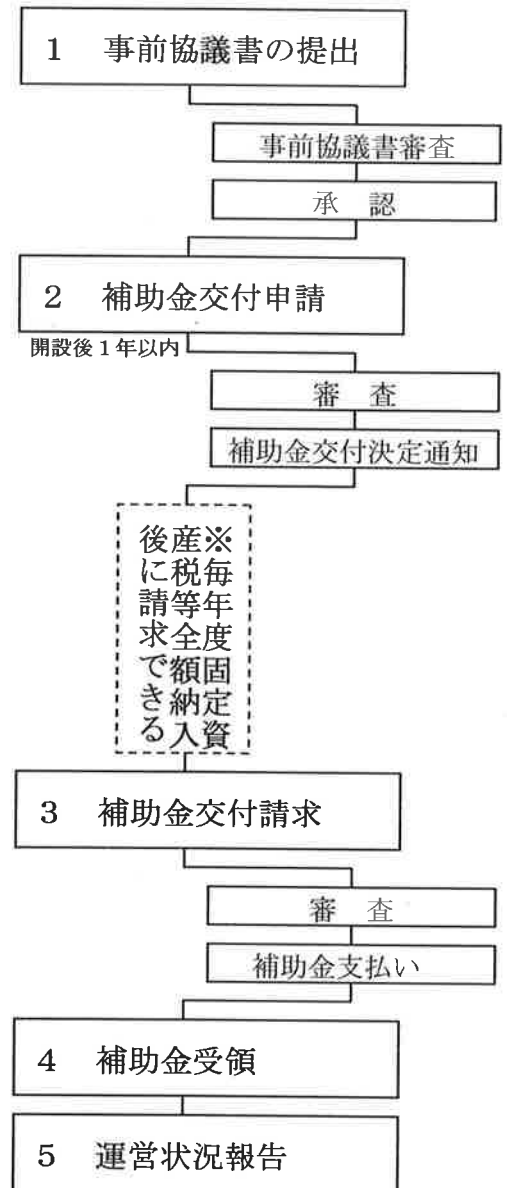 1 事前協議書の提出
事前協議書審査
承 認
2 補助金交付申請
開設後1年以内
審 査
補助金交付決定通知
※毎年度固定資
産税等全額納入
後に請求できる
3 補助金交付請求
審 査
補助金支払い
4 補助金受領
5 運営状況報告